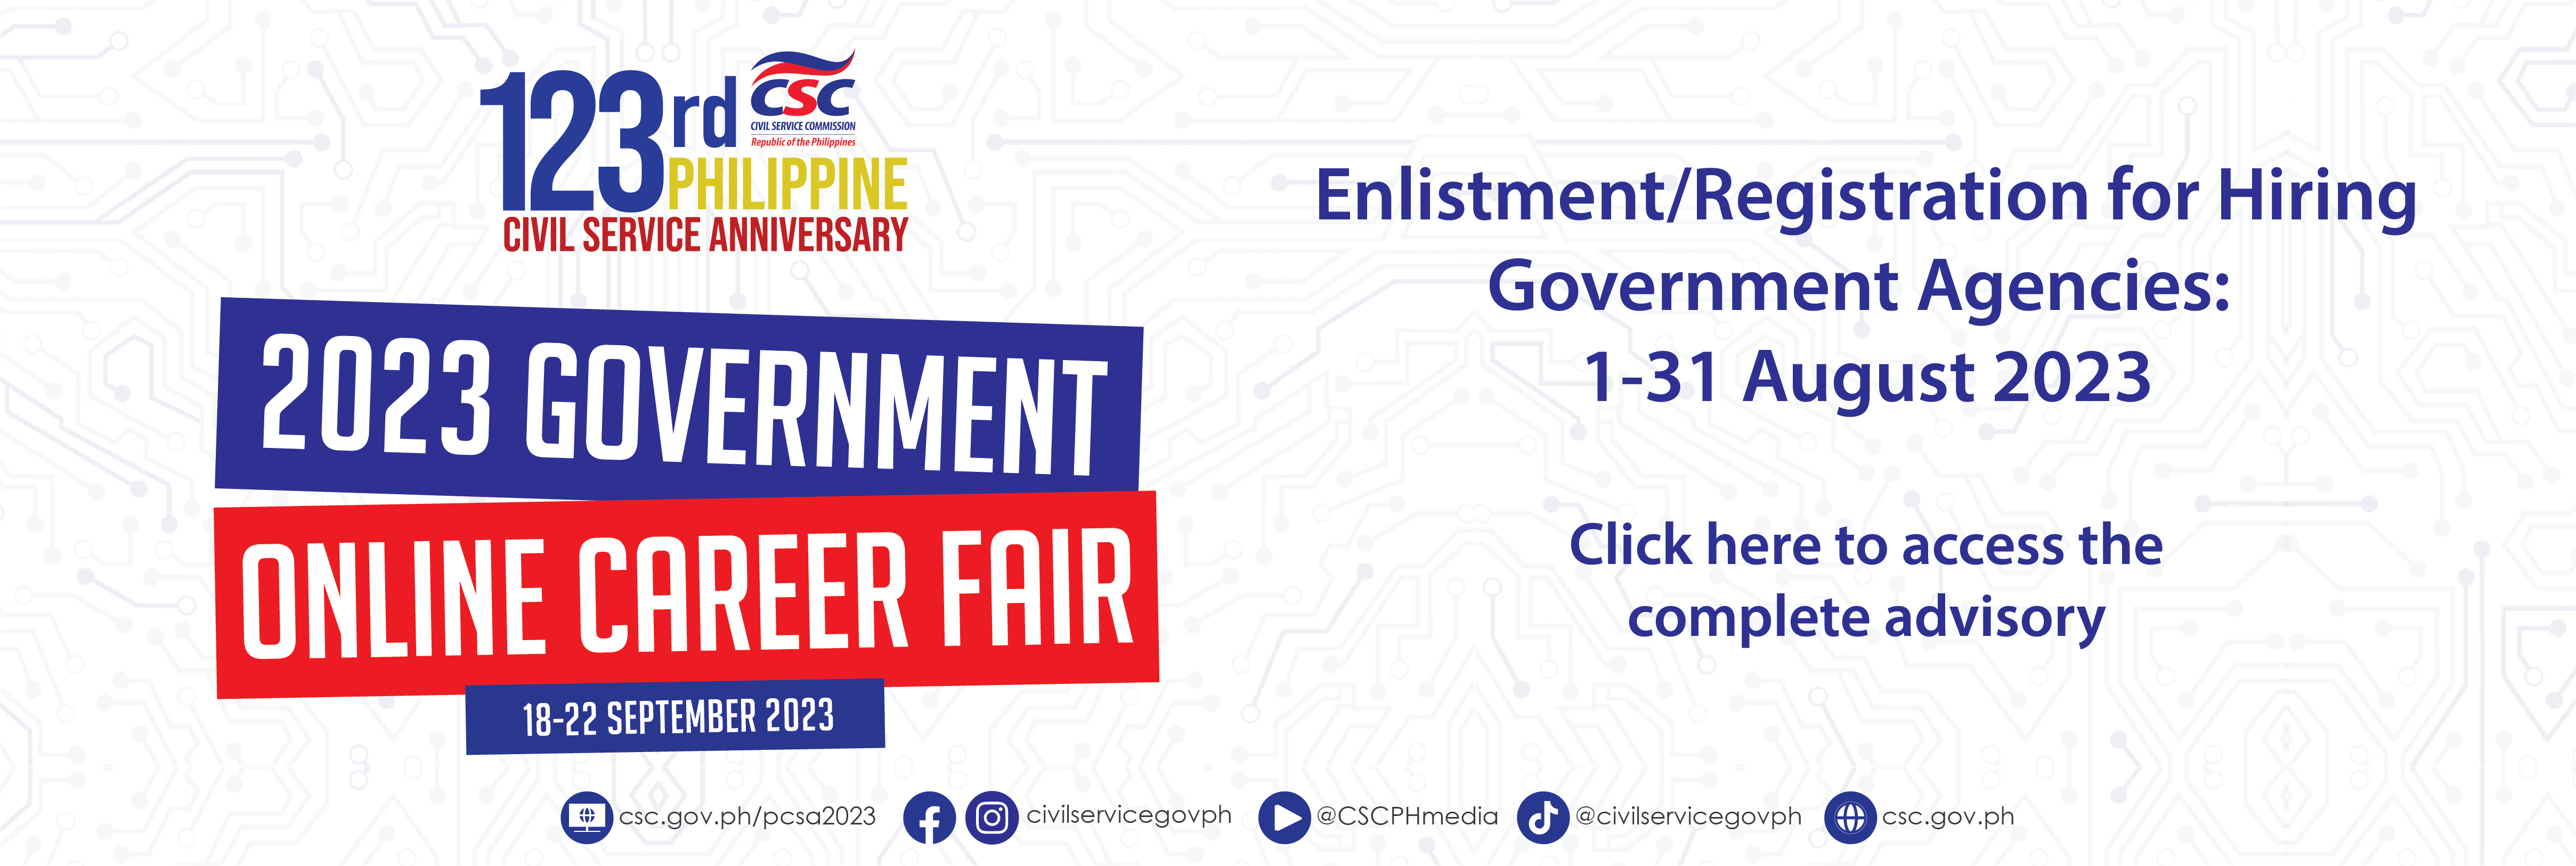 123rd
CSC
CIVIL SERVICE COMMISSION
Republic of the Philippines
PHILIPPINE
CIVIL SERVICE ANNIVERSARY
2023 GOVERNMENT
ONLINE CAREER FAIR
18-22 SEPTEMBER 2023
Enlistment/Registration for Hiring
Government Agencies:
1-31 August 2023
Click here to access the
complete advisory
csc.gov.ph/pcsa2023
civilservicegovph
@CSCPHmedia
@civilservicegovph
csc.gov.ph